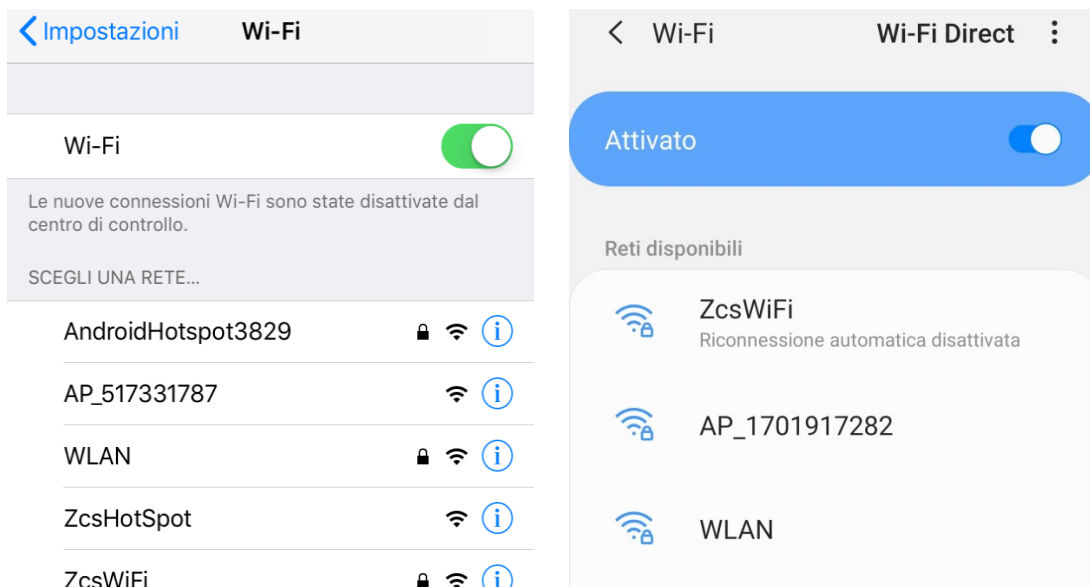 Impostazioni
Wi-Fi
Wi-Fi
Le nuove connessioni Wi-Fi sono state disattivate dal
centro di controllo.
SCEGLI UNA RETE...
AndroidHotspot3829
AP_517331787
WLAN
ZcsHotSpot
ZcsWiFi
Wi-Fi
Wi-Fi Direct
Attivato
Reti disponibili
ZcsWiFi
Riconnessione automatica disattivata
AP_1701917282
WLAN